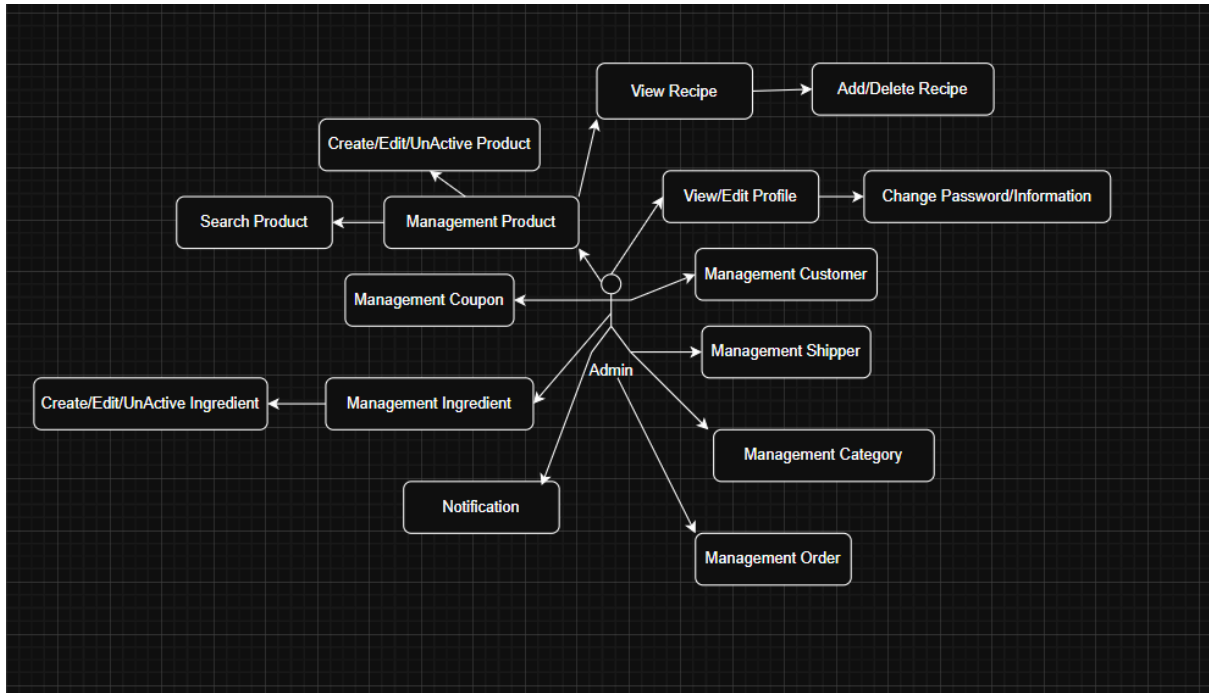 View Recipe
Add/Delete Recipe
Create/Edit/UnActive Product
View/Edit Profile
Change Password/Information
Search Product
Management Product
Management Customer
Management Coupon
Management Shipper
Admin
Create/Edit/UnActive Ingredient
Management Ingredient
Management Category
Notification
Management Order